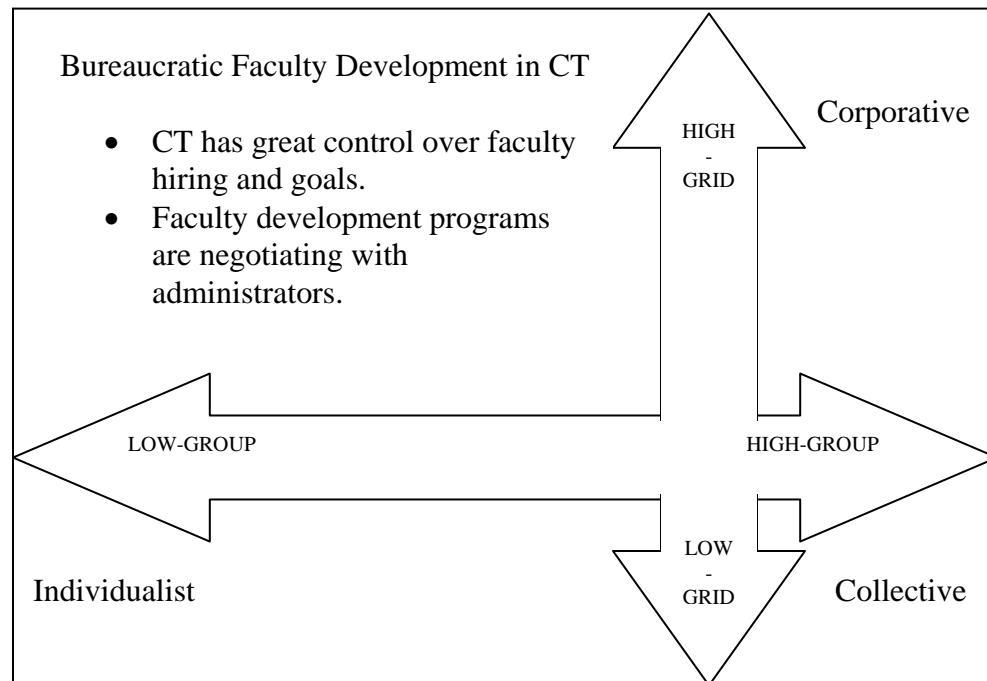 Bureaucratic Faculty Development in CT
• CT has great control over faculty
hiring and goals.
• Faculty development programs
are negotiating with
administrators.
HIGH
-
GRID
Corporative
LOW-GROUP
HIGH-GROUP
LOW
-
GRID
Individualist
Collective